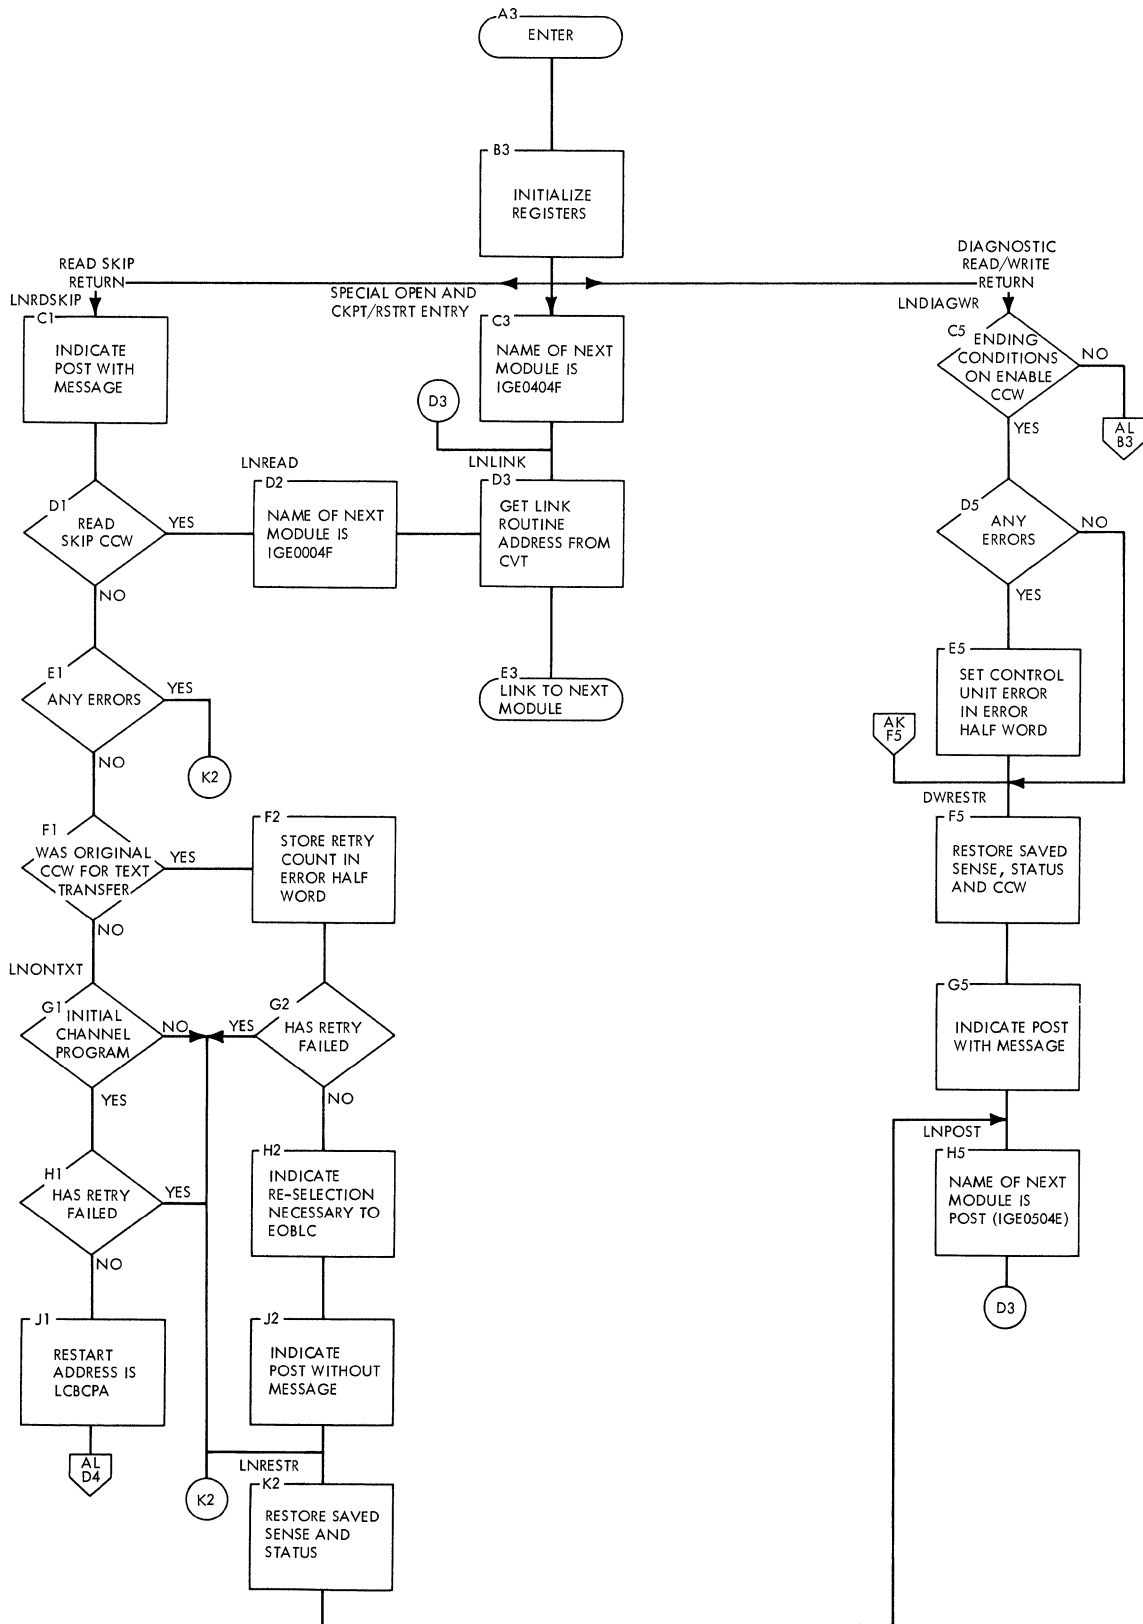 A3
ENTER
B3
INITIALIZE
REGISTERS
READ SKIP
RETURN
LNRDSKIP
SPECIAL OPEN AND
CKPT/RSTRT ENTRY
DIAGNOSTIC
READ/WRITE
RETURN
LNDIAGWR
C1
INDICATE
POST WITH
MESSAGE
C3
NAME OF NEXT
MODULE IS
IGE0404F
C5
ENDING
CONDITIONS
ON ENABLE
CCW
NO
YES
AL
B3
D3
LNREAD
LNLINK
D1
READ
SKIP CCW
YES
NO
D2
NAME OF NEXT
MODULE IS
IGE0004F
D3
GET LINK
ROUTINE
ADDRESS FROM
CVT
D5
ANY
ERRORS
NO
YES
E1
ANY ERRORS
YES
NO
K2
E3
LINK TO NEXT
MODULE
E5
SET CONTROL
UNIT ERROR
IN ERROR
HALF WORD
AK
F5
DWRESTR
F1
WAS ORIGINAL
CCW FOR TEXT
TRANSFER
YES
NO
F2
STORE RETRY
COUNT IN
ERROR HALF
WORD
F5
RESTORE SAVED
SENSE, STATUS
AND CCW
LNONTXT
G1
INITIAL
CHANNEL
PROGRAM
NO
YES
G2
HAS RETRY
FAILED
YES
NO
G5
INDICATE POST
WITH MESSAGE
LNPOST
H1
HAS RETRY
FAILED
YES
NO
H2
INDICATE
RE-SELECTION
NECESSARY TO
EOBLC
H5
NAME OF NEXT
MODULE IS
POST (IGE0504E)
D3
J1
RESTART
ADDRESS IS
LCBCPA
AL
D4
J2
INDICATE
POST WITHOUT
MESSAGE
LNRESTR
K2
K2
RESTORE SAVED
SENSE AND
STATUS